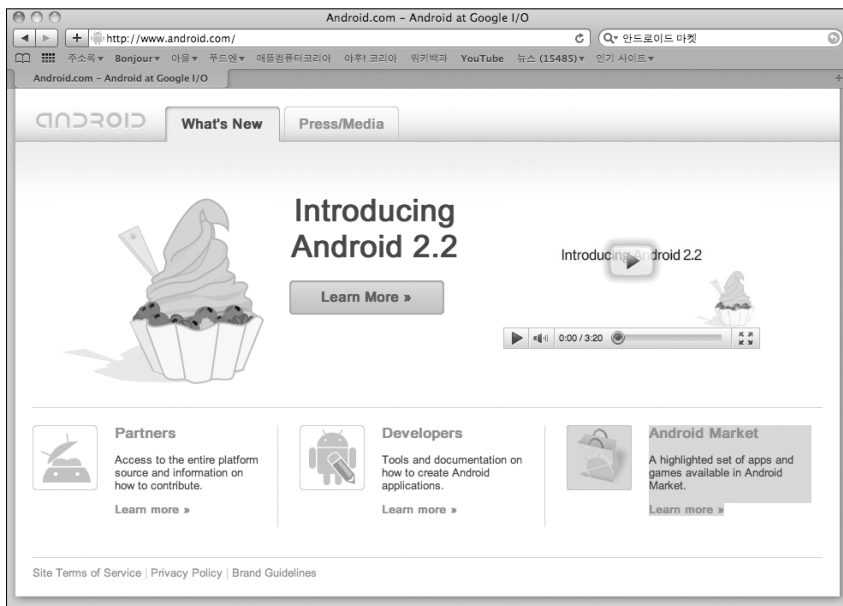 Android.com – Android at Google I/O
http://www.android.com/
안드로이드 마켓
주소록 Bonjour 아몰 푸드엔 애플컴퓨터코리아 야후! 코리아 위키백과 YouTube 뉴스 (15485) 인기 사이트
Android.com – Android at Google I/O
ANDROID
What's New
Press/Media
Introducing
Android 2.2
Learn More »
Introducing Android 2.2
0:00 / 3:20
Partners
Access to the entire platform
source and information on
how to contribute.
Learn more »
Developers
Tools and documentation on
how to create Android
applications.
Learn more »
Android Market
A highlighted set of apps and
games available in Android
Market.
Learn more »
Site Terms of Service | Privacy Policy | Brand Guidelines